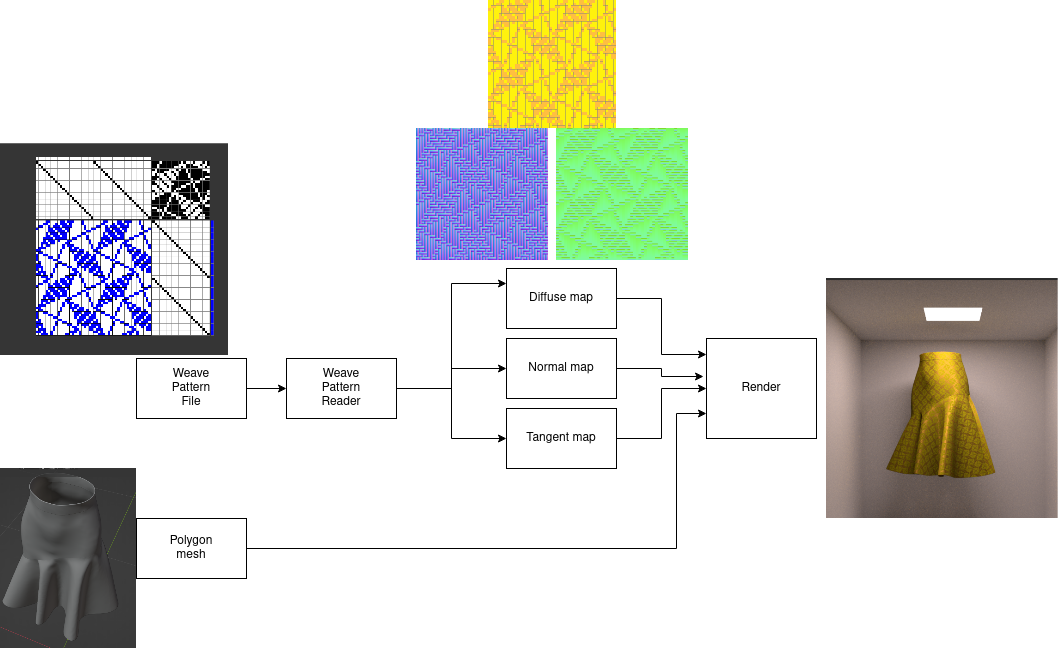 Diffuse map
Weave
Pattern
File
Weave
Pattern
Reader
Normal map
Render
Tangent map
Polygon
mesh